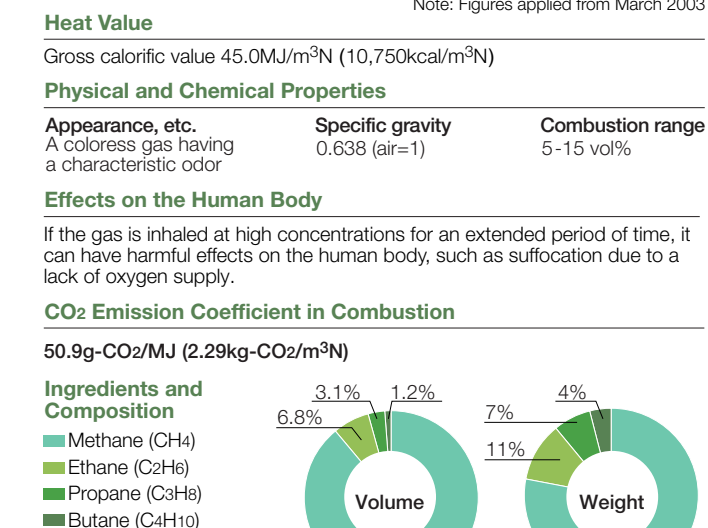 Note: Figures applied from March 2003
Heat Value
Gross calorific value 45.0MJ/m³N (10,750kcal/m³N)
Physical and Chemical Properties
Appearance, etc.
A coloress gas having
a characteristic odor
Specific gravity
0.638 (air=1)
Combustion range
5-15 vol%
Effects on the Human Body
If the gas is inhaled at high concentrations for an extended period of time, it
can have harmful effects on the human body, such as suffocation due to a
lack of oxygen supply.
CO2 Emission Coefficient in Combustion
50.9g-CO2/MJ (2.29kg-CO2/m³N)
Ingredients and
Composition
Methane (CH4)
Ethane (C2H6)
Propane (C3H8)
Butane (C4H10)
3.1%
1.2%
6.8%
Volume
4%
7%
11%
Weight